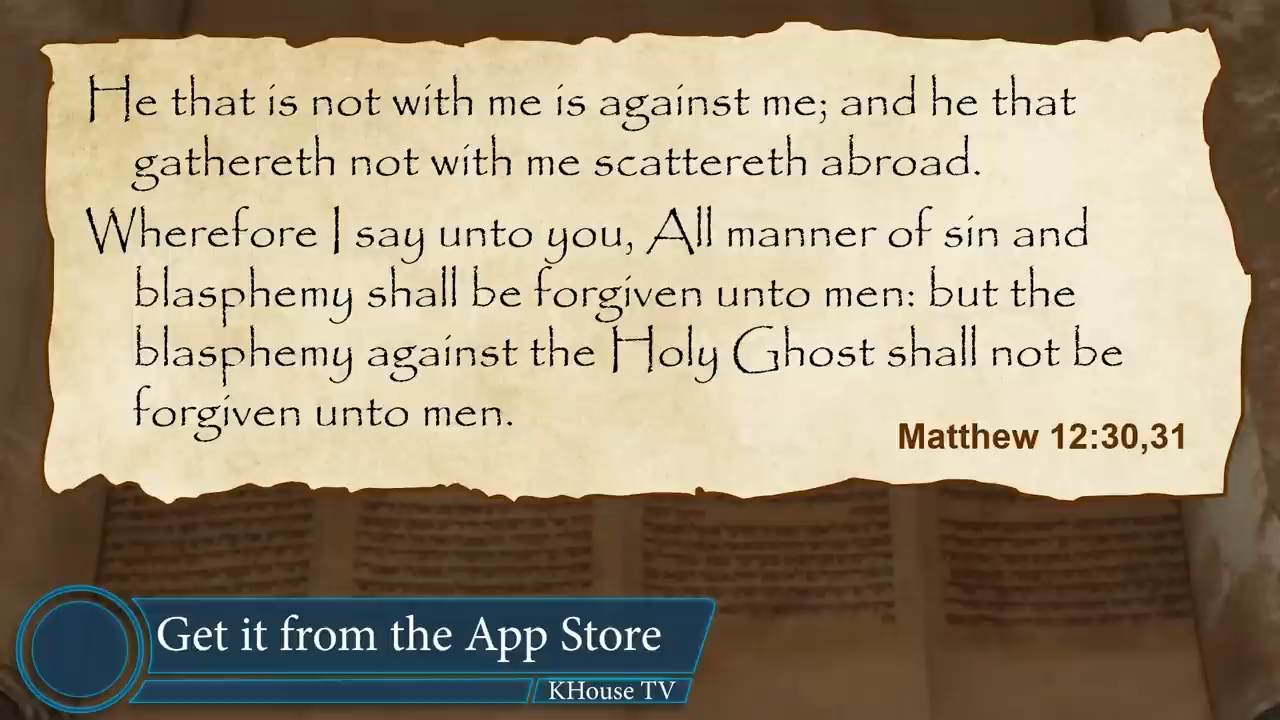 He that is not with me is against me; and he that
gathereth not with me scattereth abroad.
Wherefore I say unto you, All manner of sin and
blasphemy shall be forgiven unto men: but the
blasphemy against the Holy Ghost shall not be
forgiven unto men.
Matthew 12:30,31
Get it from the App Store
KHouse TV